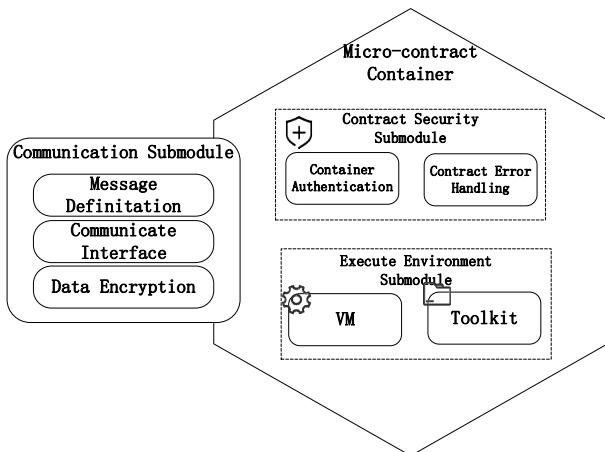 Micro-contract
Container
Contract Security
Submodule
Container
Authentication
Contract Error
Handling
Communication Submodule
Message
Definitation
Communicate
Interface
Data Encryption
Execute Environment
Submodule
VM
Toolkit